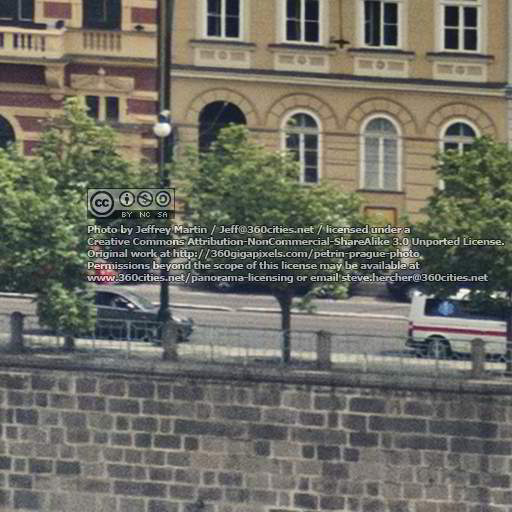 BY NC SA
Photo by Jeffrey Martin / Jeff@360cities.net / licensed under a
Creative Commons Attribution-NonCommercial-ShareAlike 3.0 Unported License.
Original work at http://360gigapixels.com/petrin-prague-photo.
Permissions beyond the scope of this license may be available at
www.360cities.net/panorama-licensing or email steve.hercher@360cities.net